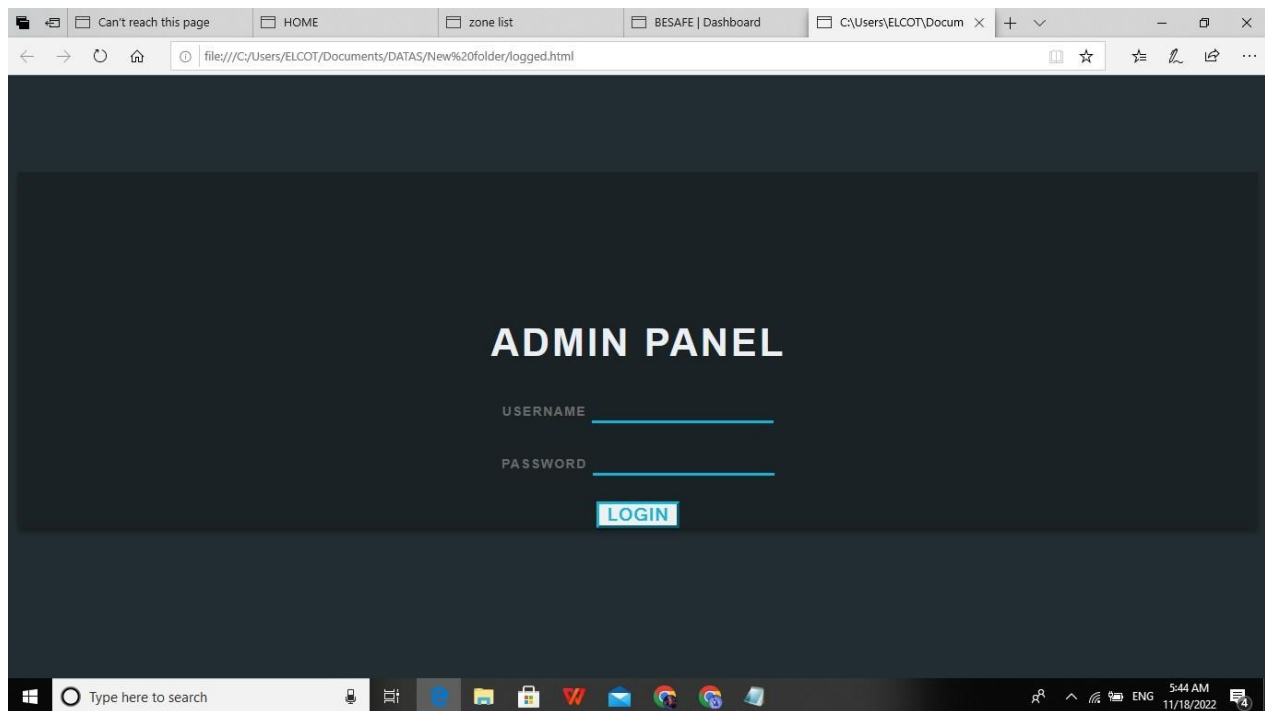 Can't reach this page
HOME
zone list
BESAFE | Dashboard
C:\Users\ELCOT\Docum
file:///C:/Users/ELCOT/Documents/DATAS/New%20folder/logged.html
ADMIN PANEL
USERNAME
PASSWORD
LOGIN
Type here to search
ENG
5:44 AM
11/18/2022
4